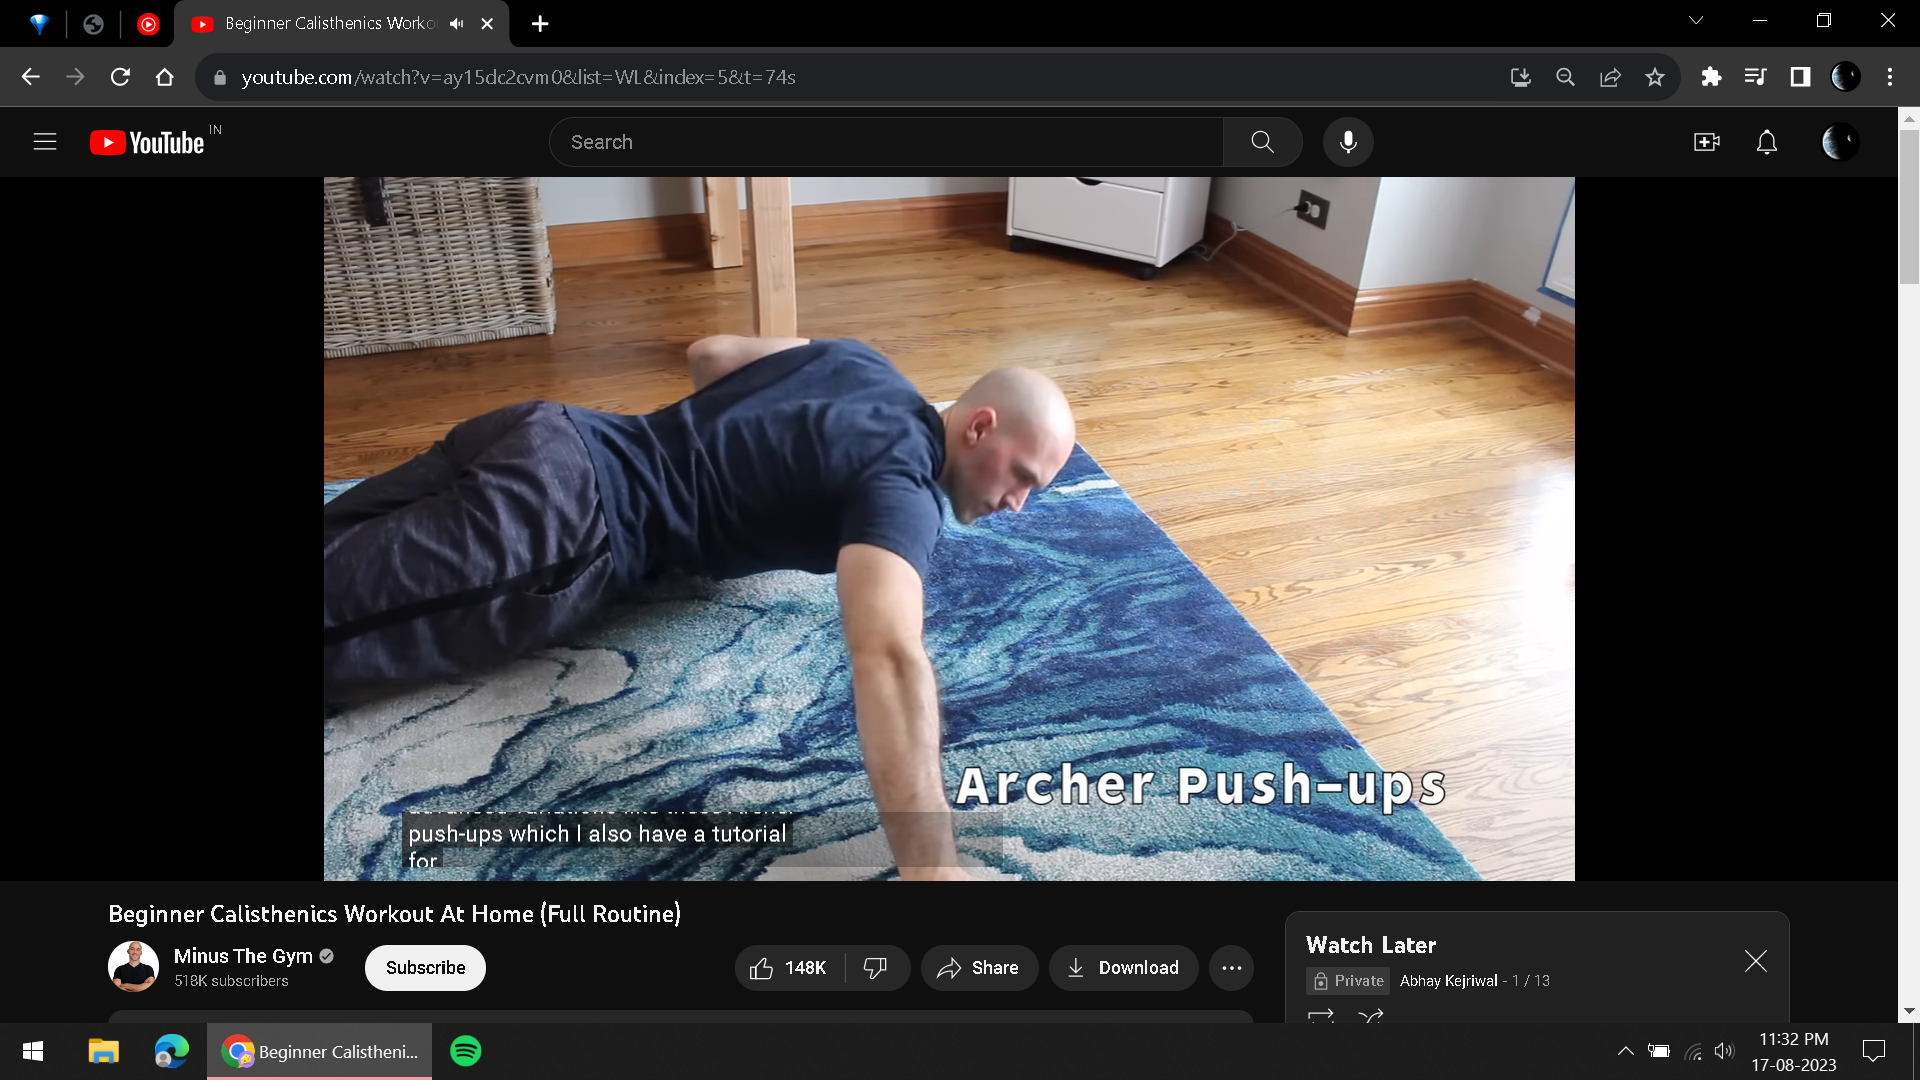 Beginner Calisthenics Worko
youtube.com/watch?v=ay15dc2cvm0&list=WL&index=5&t=74s
YouTube IN
Search
Archer Push-ups
push-ups which I also have a tutorial
for
Beginner Calisthenics Workout At Home (Full Routine)
Minus The Gym
518K subscribers
Subscribe
148K
Share
Download
Watch Later
Private
Abhay Kejriwal - 1 / 13
Beginner Calistheni...
11:32 PM
17-08-2023